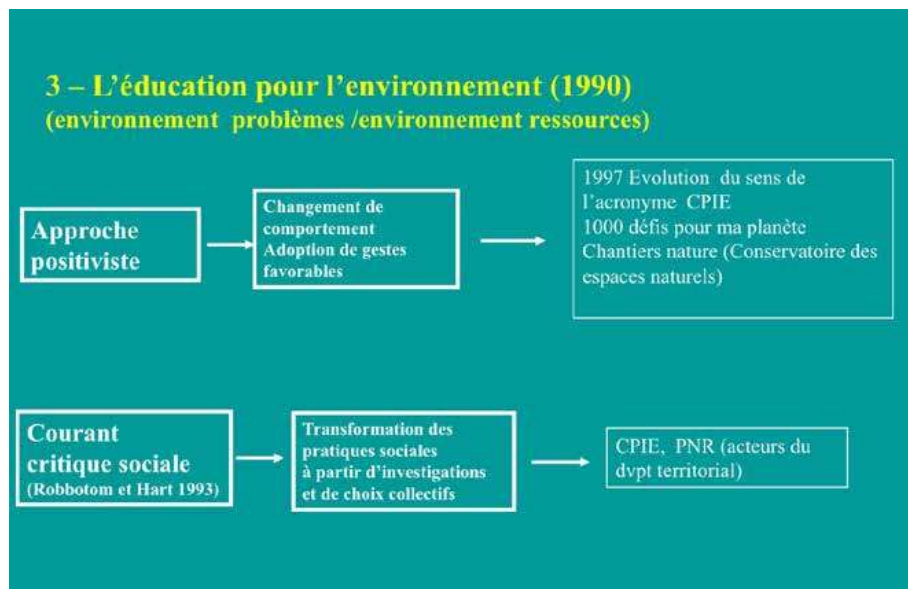 3 – L’éducation pour l’environnement (1990)
(environnement problèmes /environnement ressources)
Approche
positiviste
Changement de
comportement
Adoption de gestes
favorables
1997 Evolution du sens de
l’acronyme CPIE
1000 défis pour ma planète
Chantiers nature (Conservatoire des
espaces naturels)
Courant
critique sociale
(Robbotom et Hart 1993)
Transformation des
pratiques sociales
à partir d’investigations
et de choix collectifs
CPIE, PNR (acteurs du
dvpt territorial)